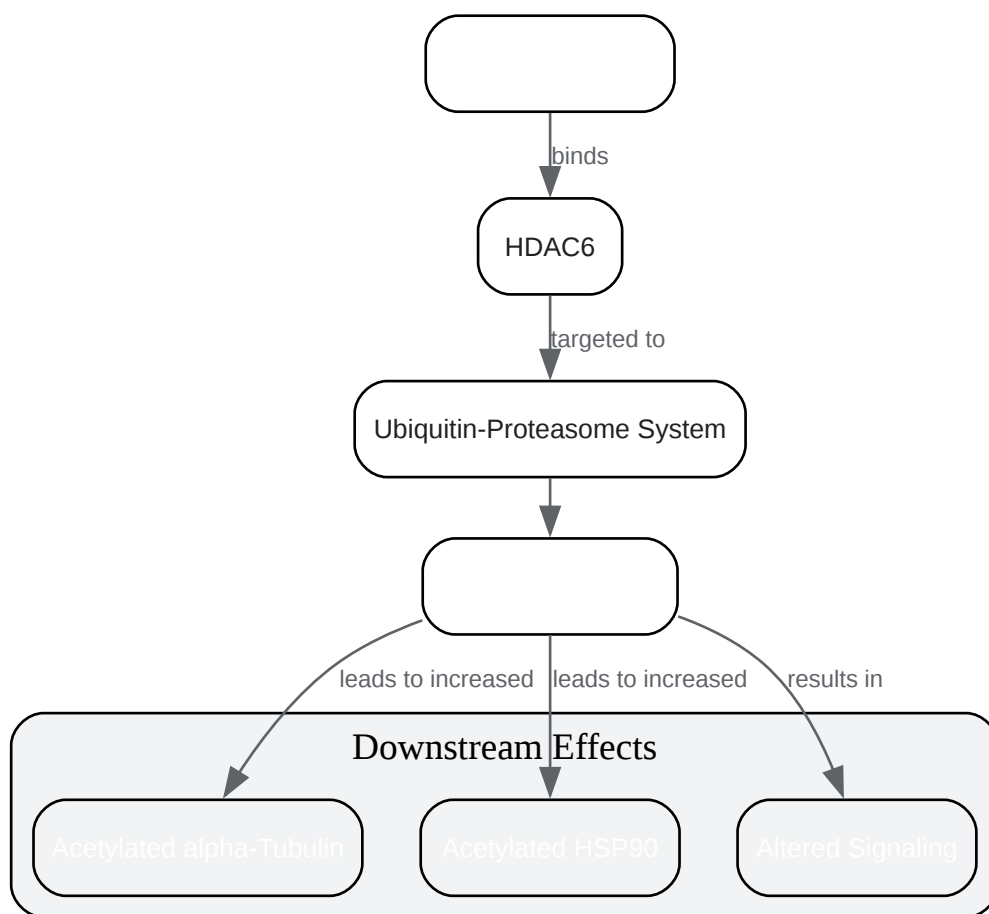 binds
HDAC6
targeted to
Ubiquitin-Proteasome System
leads to increased
leads to increased
results in
Downstream Effects
Acetylated alpha-Tubulin
Acetylated HSP90
Altered Signaling